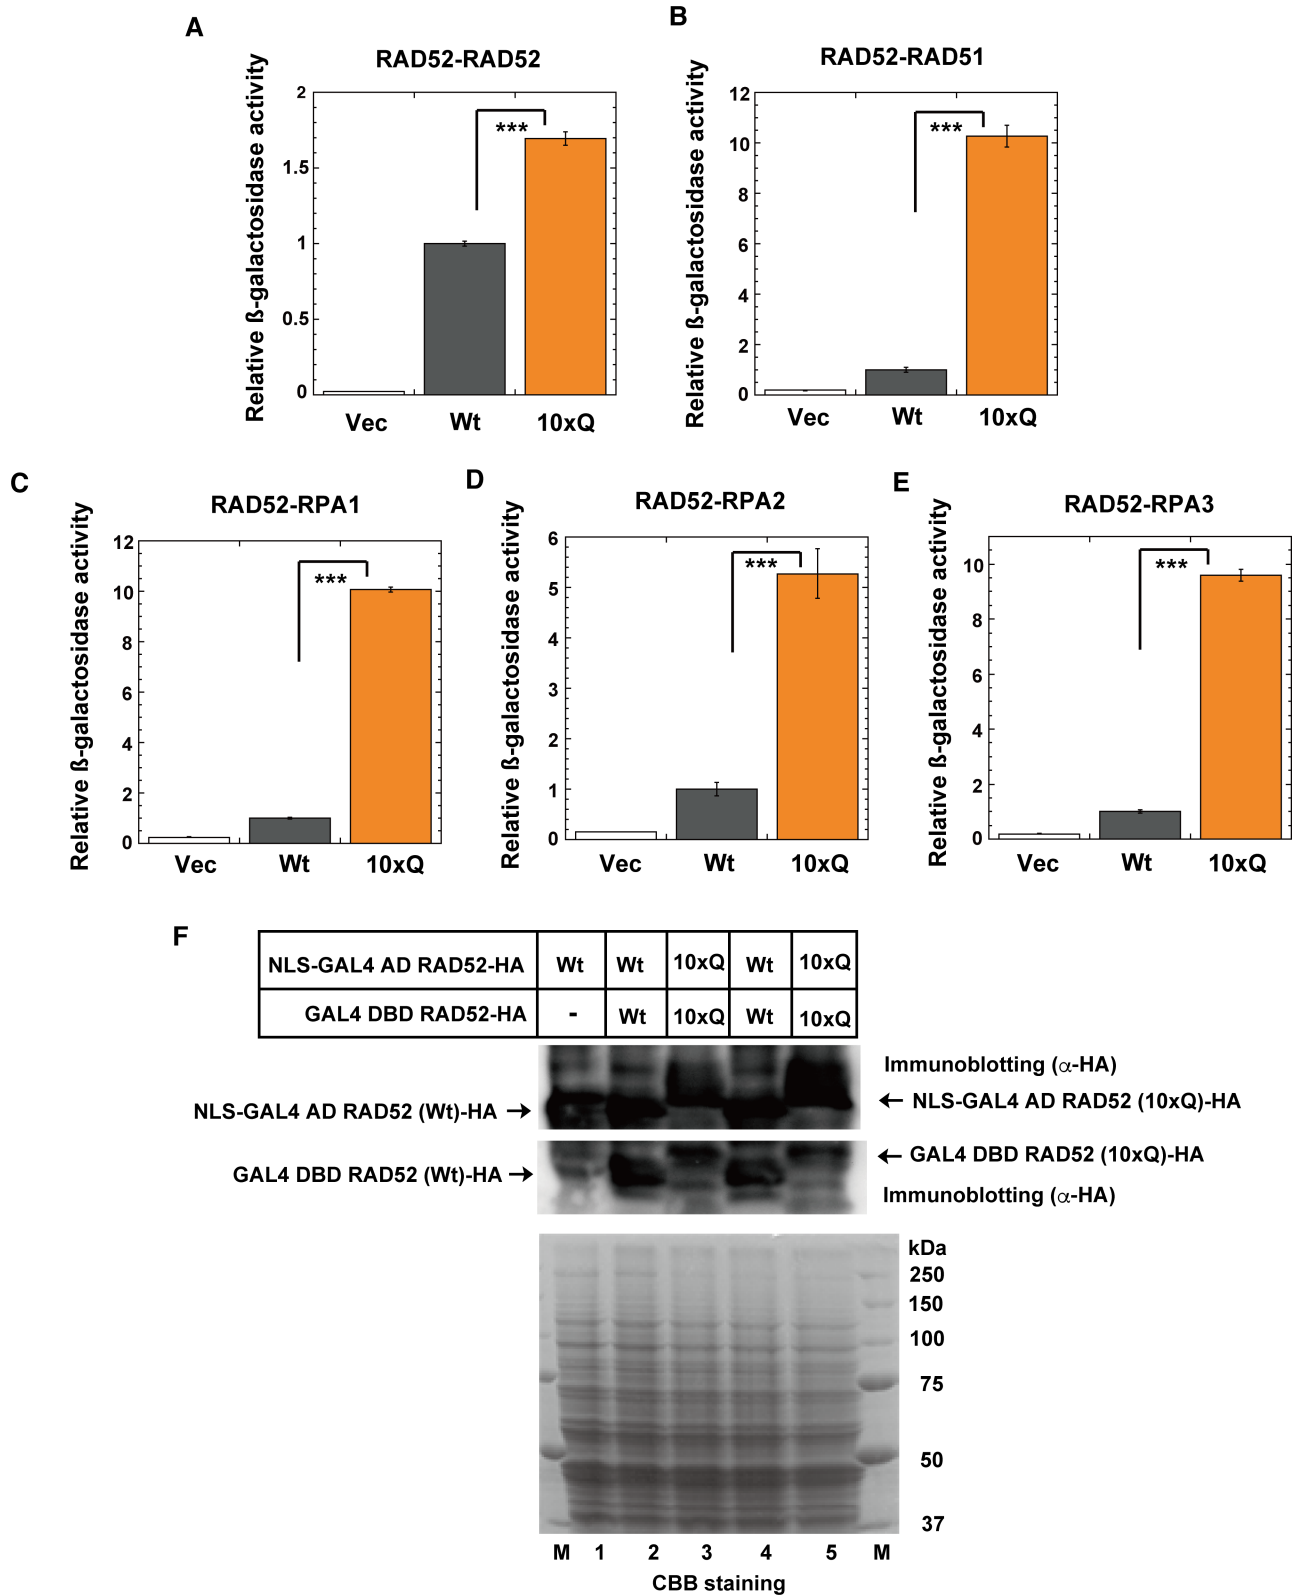 A
RAD52-RAD52
Relative ß-galactosidase activity
2
1.5
1
0.5
0
***
Vec Wt 10xQ
B
RAD52-RAD51
Relative ß-galactosidase activity
12
10
8
6
4
2
0
***
Vec Wt 10xQ
C
RAD52-RPA1
Relative ß-galactosidase activity
12
10
8
6
4
2
0
***
Vec Wt 10xQ
D
RAD52-RPA2
Relative ß-galactosidase activity
6
5
4
3
2
1
0
***
Vec Wt 10xQ
E
RAD52-RPA3
Relative ß-galactosidase activity
10
8
6
4
2
0
***
Vec Wt 10xQ
F
NLS-GAL4 AD RAD52-HA Wt Wt 10xQ Wt 10xQ
GAL4 DBD RAD52-HA - Wt 10xQ Wt 10xQ
Immunoblotting (α-HA)
NLS-GAL4 AD RAD52 (Wt)-HA → ← NLS-GAL4 AD RAD52 (10xQ)-HA
← GAL4 DBD RAD52 (10xQ)-HA
GAL4 DBD RAD52 (Wt)-HA →
Immunoblotting (α-HA)
kDa
250
150
100
75
50
37
M 1 2 3 4 5 M
CBB staining